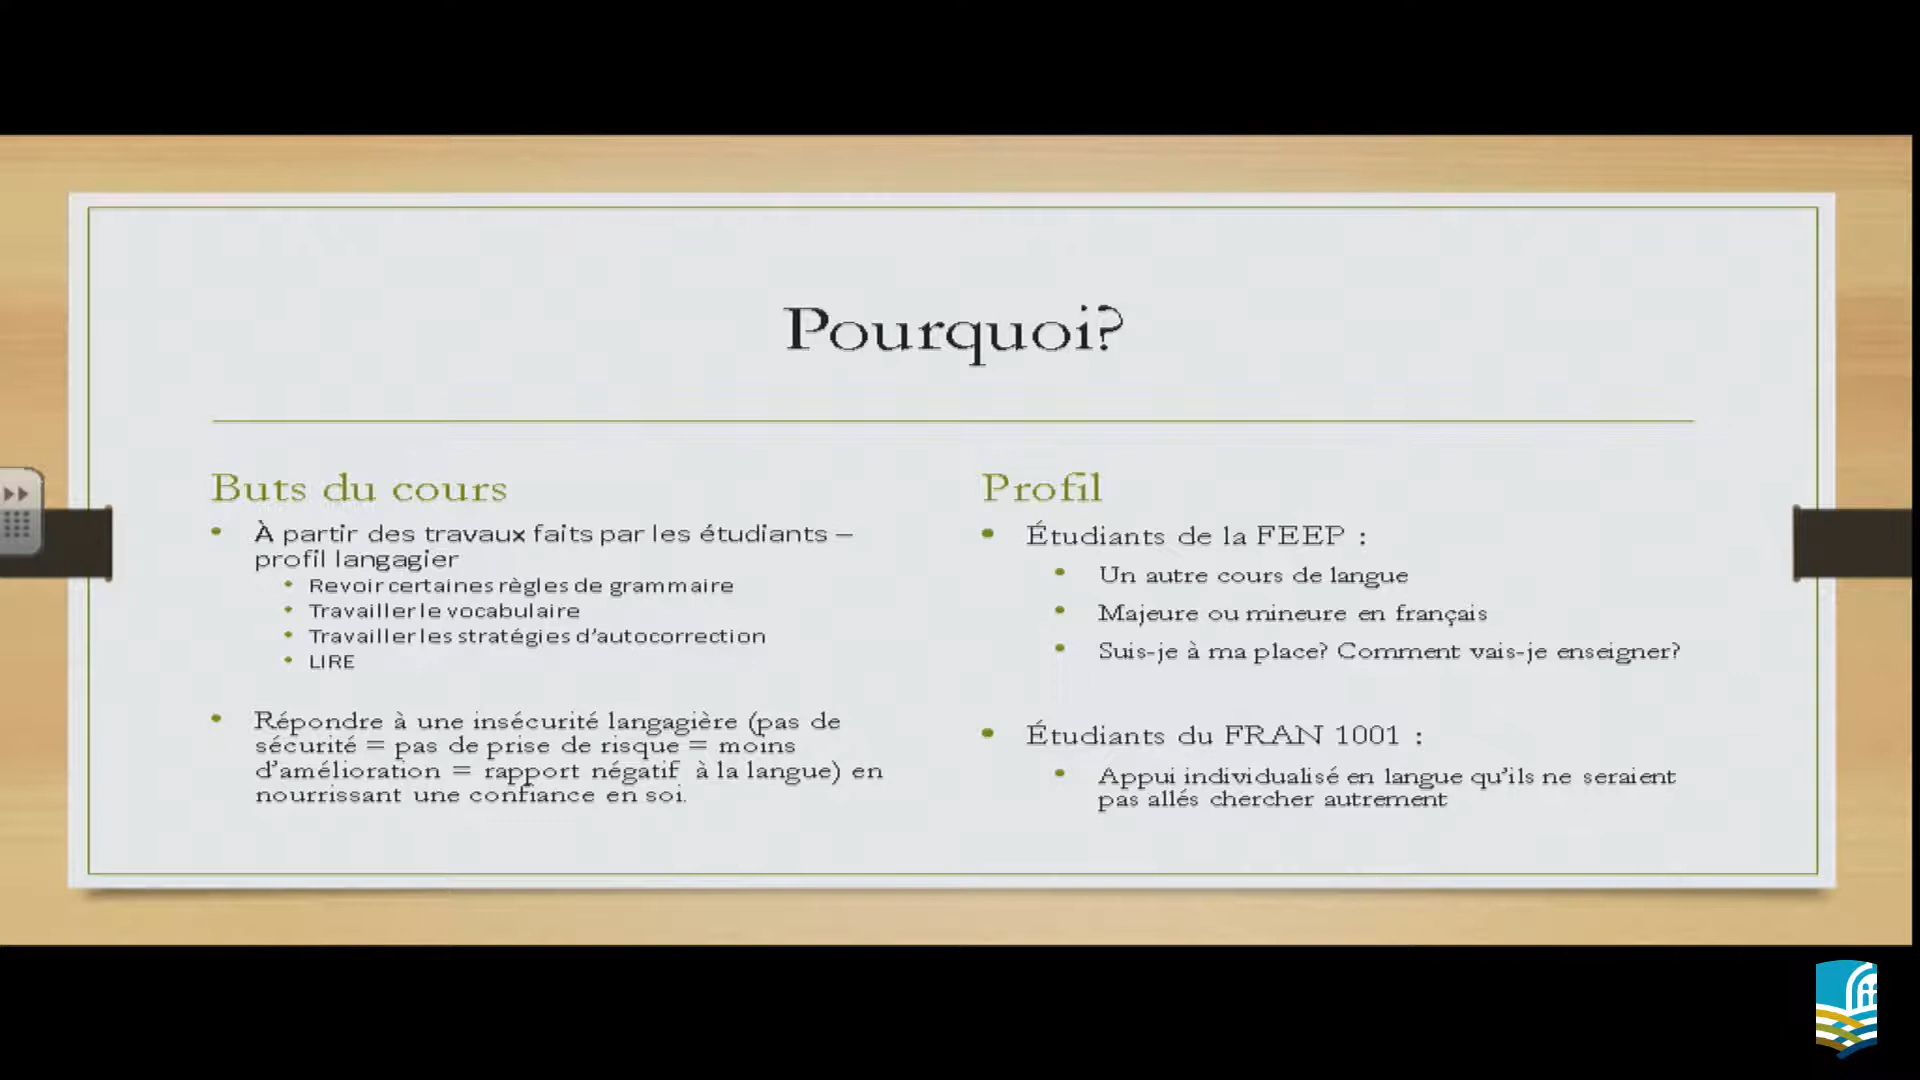 Pourquoi?
Buts du cours
À partir des travaux faits par les étudiants –
profil langagier
Revoir certaines règles de grammaire
Travailler le vocabulaire
Travailler les stratégies d'autocorrection
LIRE
Répondre à une insécurité langagière (pas de
sécurité = pas de prise de risque = moins
d'amélioration = rapport négatif à la langue) en
nourrissant une confiance en soi.
Profil
Étudiants de la FEEP :
Un autre cours de langue
Majeure ou mineure en français
Suis-je à ma place? Comment vais-je enseigner?
Étudiants du FRAN 1001 :
Appui individualisé en langue qu'ils ne seraient
pas allés chercher autrement